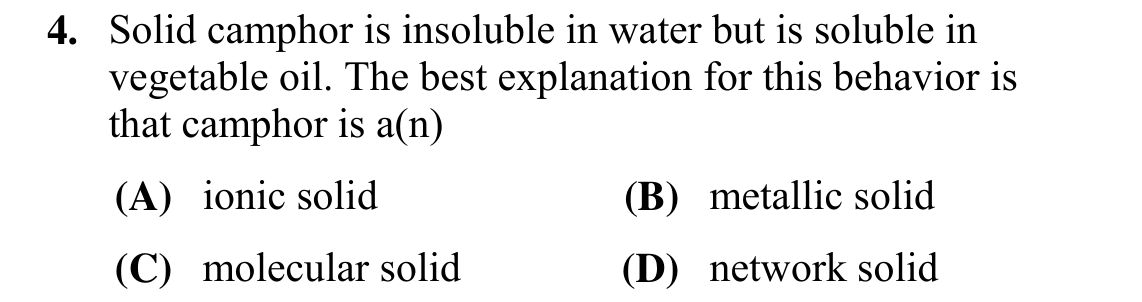 4. Solid camphor is insoluble in water but is soluble in
vegetable oil. The best explanation for this behavior is
that camphor is a(n)
(A) ionic solid (B) metallic solid
(C) molecular solid (D) network solid